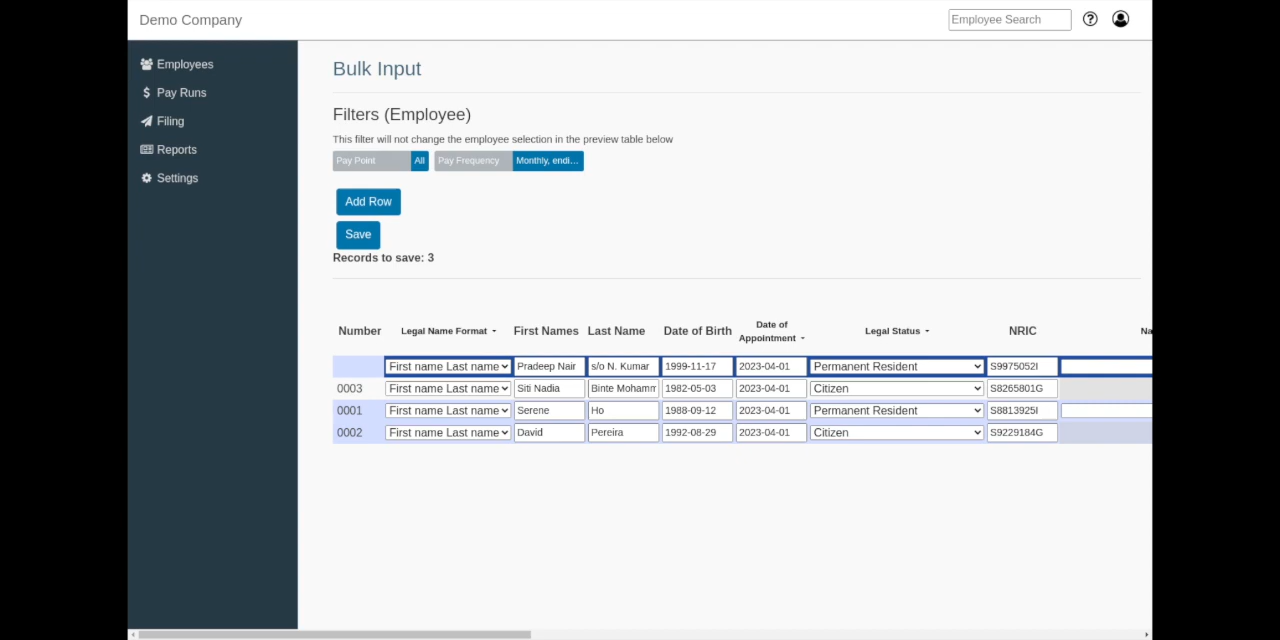 Demo Company
Employee Search
Employees
Pay Runs
Filing
Reports
Settings
Bulk Input
Filters (Employee)
This filter will not change the employee selection in the preview table below
Pay Point All Pay Frequency Monthly, endi...
Add Row
Save
Records to save: 3
Number Legal Name Format First Names Last Name Date of Birth Date of Appointment Legal Status NRIC Na
First name Last name Pradeep Nair s/o N. Kumar 1999-11-17 2023-04-01 Permanent Resident S9975052I
0003 First name Last name Siti Nadia Binte Mohamm 1982-05-03 2023-04-01 Citizen S8265801G
0001 First name Last name Serene Ho 1988-09-12 2023-04-01 Permanent Resident S8813925I
0002 First name Last name David Pereira 1992-08-29 2023-04-01 Citizen S9229184G